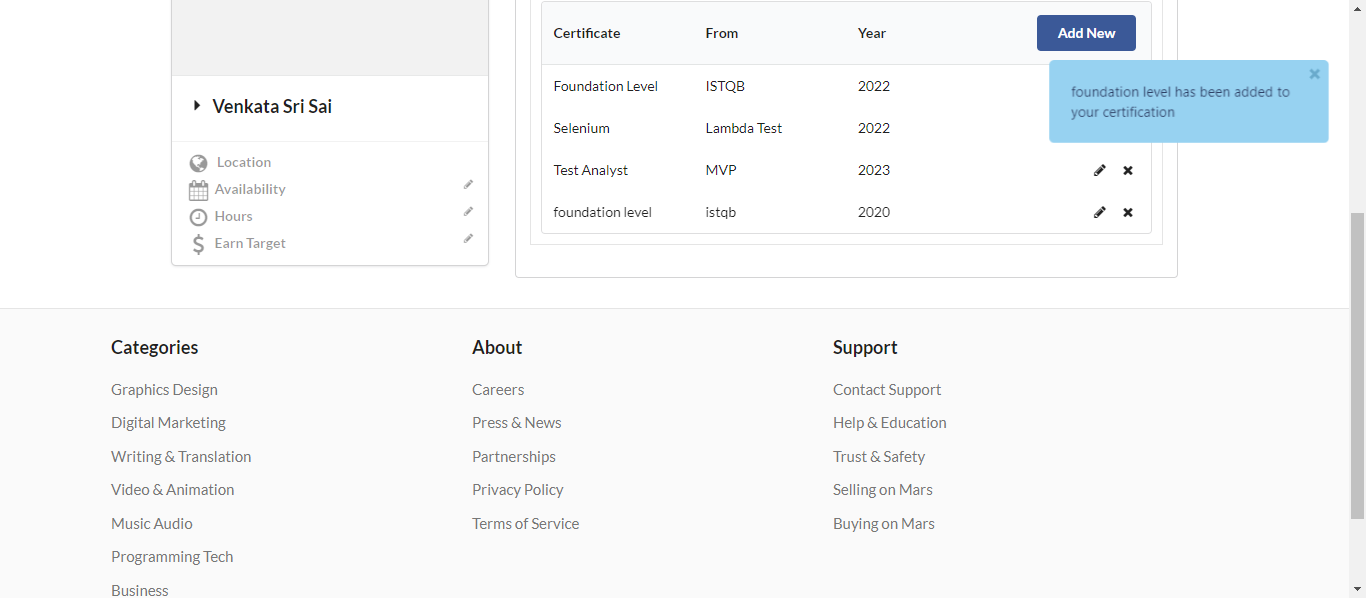 Certificate From Year Add New
Foundation Level ISTQB 2022
foundation level has been added to
your certification
Selenium Lambda Test 2022
Test Analyst MVP 2023
foundation level istqb 2020
Venkata Sri Sai
Location
Availability
Hours
Earn Target
Categories
Graphics Design
Digital Marketing
Writing & Translation
Video & Animation
Music Audio
Programming Tech
Business
About
Careers
Press & News
Partnerships
Privacy Policy
Terms of Service
Support
Contact Support
Help & Education
Trust & Safety
Selling on Mars
Buying on Mars